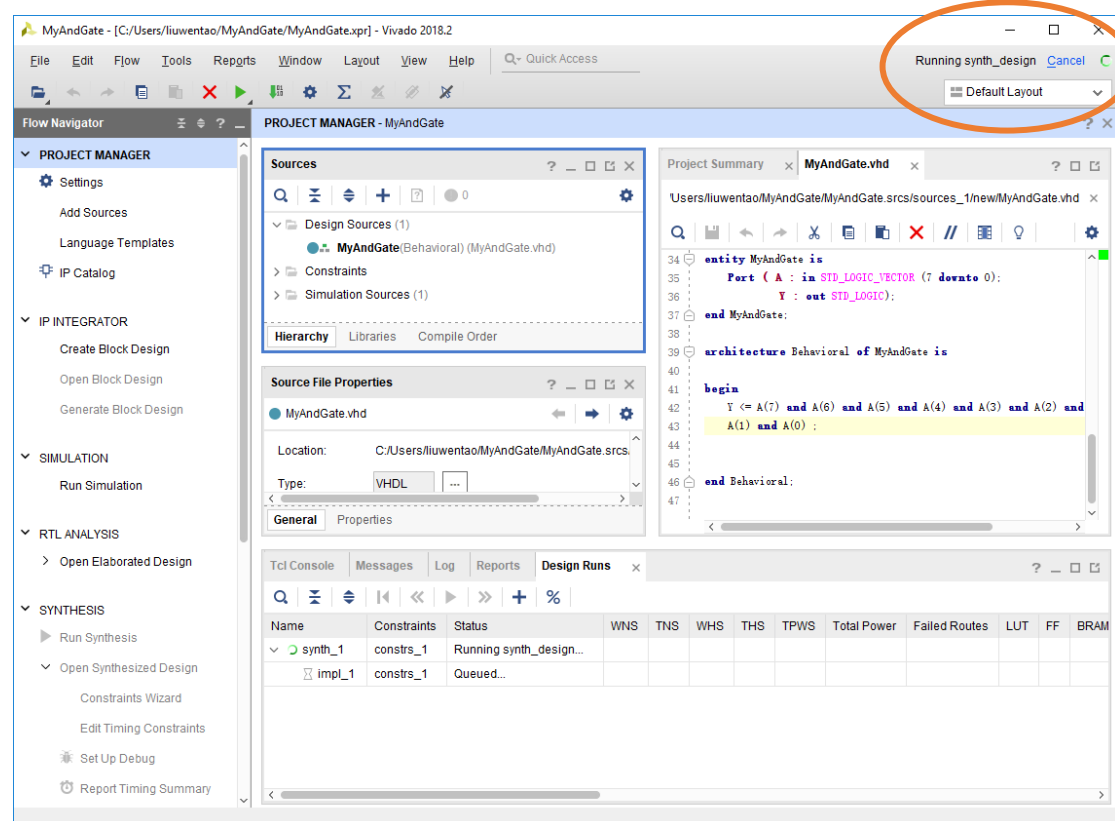 MyAndGate - [C:/Users/liuwentao/MyAndGate/MyAndGate.xpr] - Vivado 2018.2
File Edit Flow Tools Reports Window Layout View Help Quick Access
Running synth_design Cancel
Default Layout
Flow Navigator
PROJECT MANAGER
Settings
Add Sources
Language Templates
IP Catalog
IP INTEGRATOR
Create Block Design
Open Block Design
Generate Block Design
SIMULATION
Run Simulation
RTL ANALYSIS
Open Elaborated Design
SYNTHESIS
Run Synthesis
Open Synthesized Design
Constraints Wizard
Edit Timing Constraints
Set Up Debug
Report Timing Summary
PROJECT MANAGER - MyAndGate
Sources
0
Design Sources (1)
MyAndGate(Behavioral) (MyAndGate.vhd)
Constraints
Simulation Sources (1)
Hierarchy Libraries Compile Order
Source File Properties
MyAndGate.vhd
Location: C:/Users/liuwentao/MyAndGate/MyAndGate.srcs
Type: VHDL ...
General Properties
Project Summary MyAndGate.vhd
/Users/liuwentao/MyAndGate/MyAndGate.srcs/sources_1/new/MyAndGate.vhd
34 entity MyAndGate is
35 Port ( A : in STD_LOGIC_VECTOR (7 downto 0);
36 Y : out STD_LOGIC);
37 end MyAndGate;
38
39 architecture Behavioral of MyAndGate is
40
41 begin
42 Y <= A(7) and A(6) and A(5) and A(4) and A(3) and A(2) and
43 A(1) and A(0) ;
44
45
46 end Behavioral;
47
Tcl Console Messages Log Reports Design Runs
Name Constraints Status WNS TNS WHS THS TPWS Total Power Failed Routes LUT FF BRAM
synth_1 constrs_1 Running synth_design...
impl_1 constrs_1 Queued...